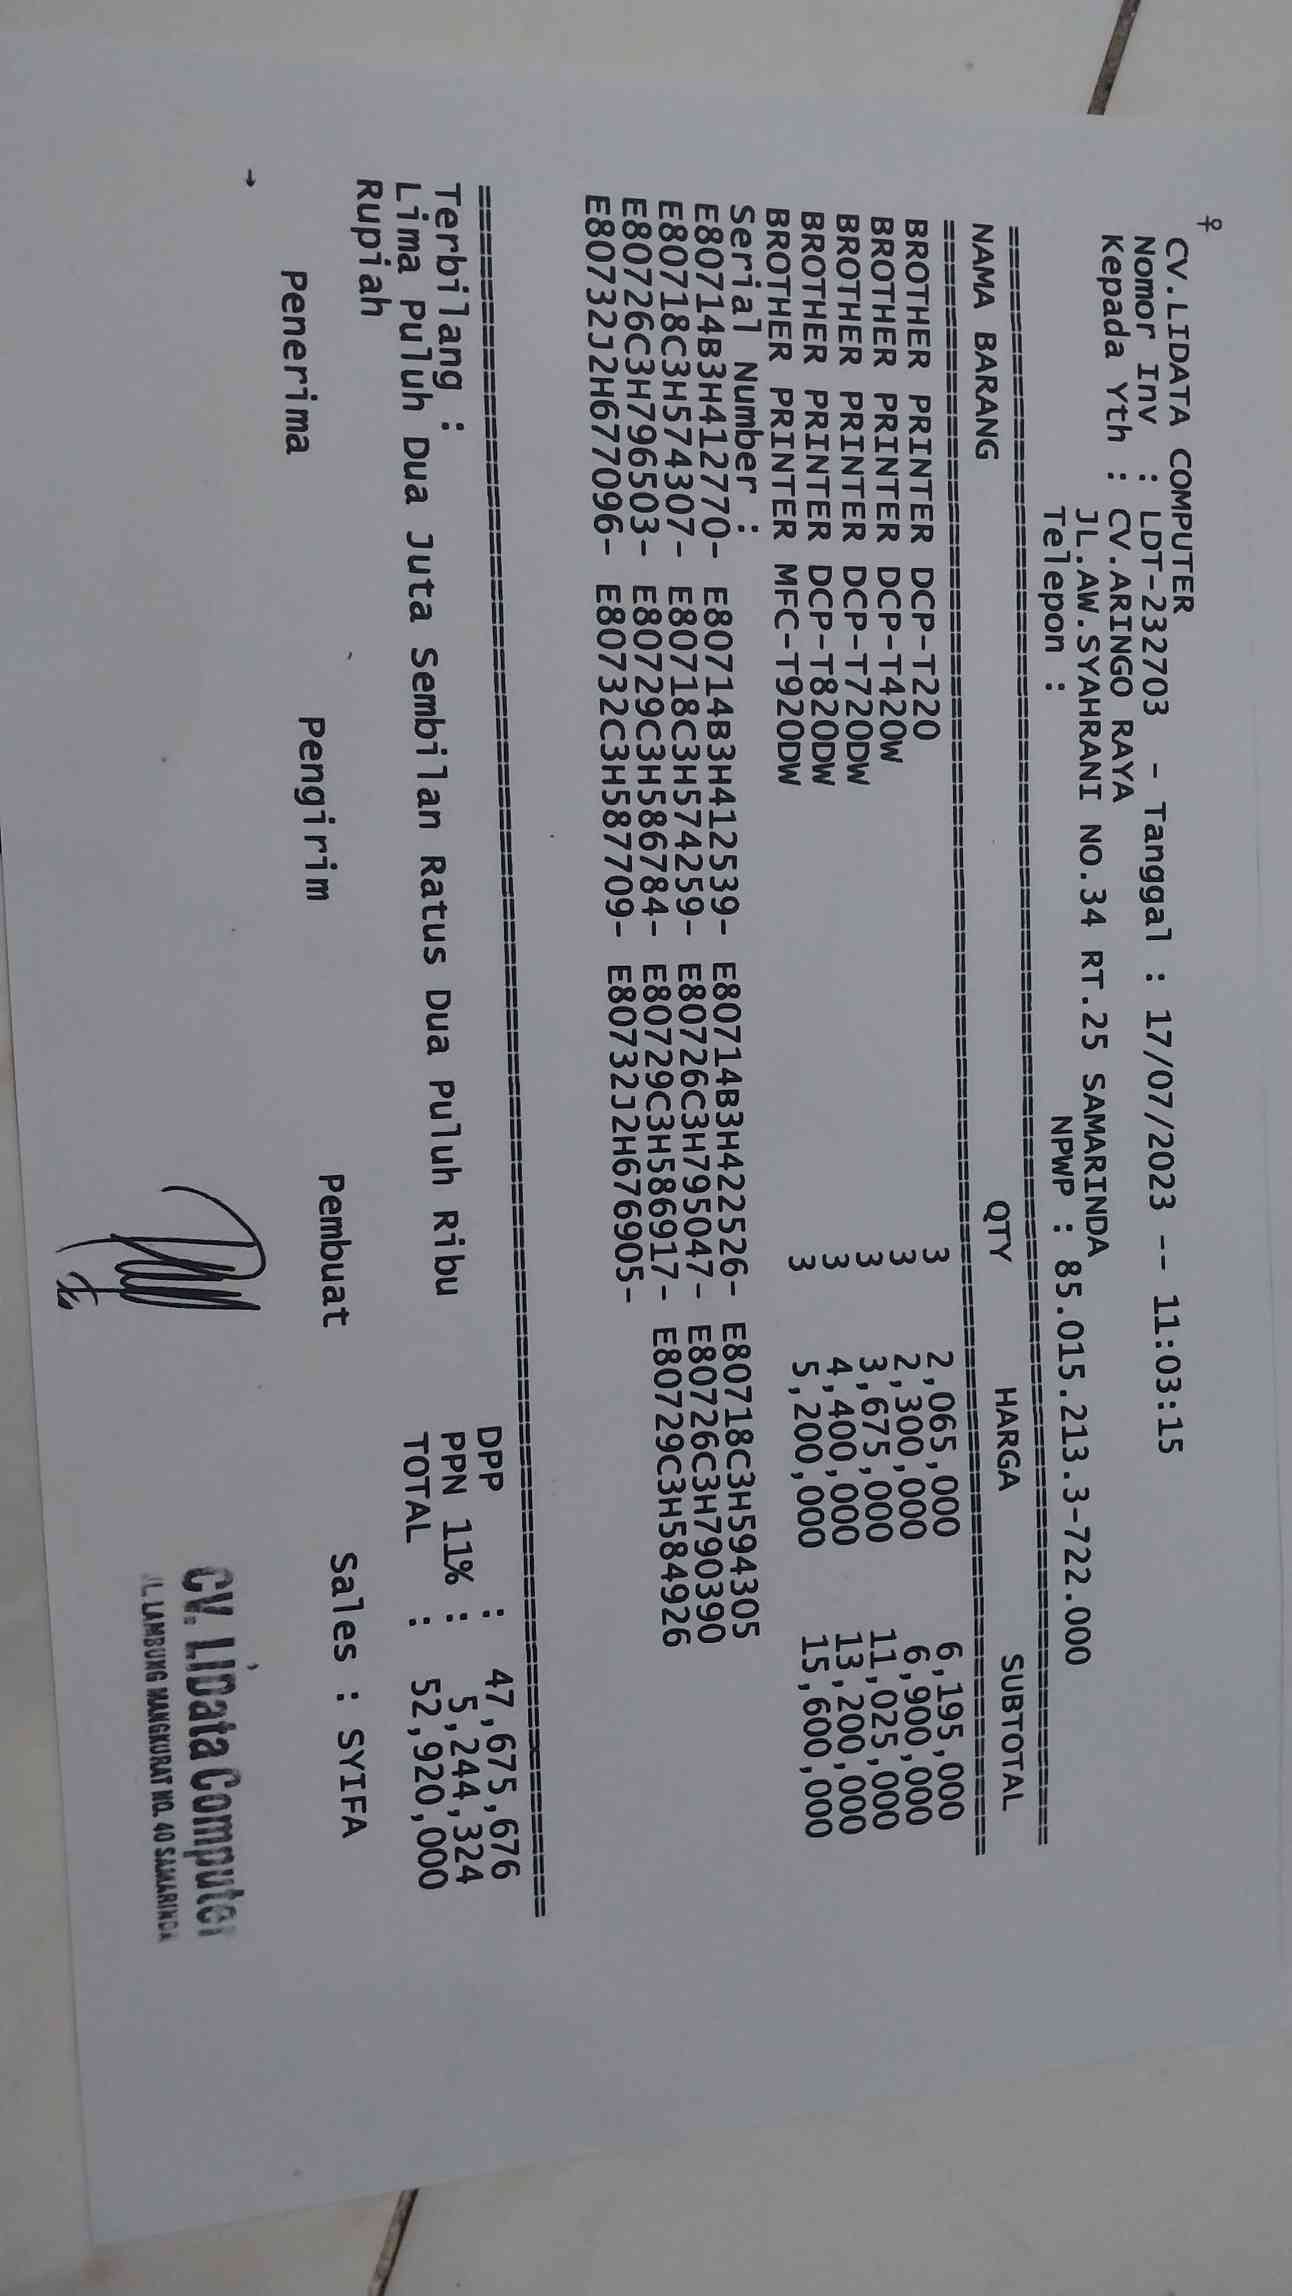 CV.LIDATA COMPUTER
Nomor Inv : LDT-232703 - Tanggal : 17/07/2023 -- 11:03:15
Kepada Yth : CV.ARINGO RAYA
JL.AW.SYAHRANI NO.34 RT.25 SAMARINDA
Telepon : NPWP : 85.015.213.3-722.000
NAMA BARANG QTY HARGA SUBTOTAL
BROTHER PRINTER DCP-T220 3 2,065,000 6,195,000
BROTHER PRINTER DCP-T420W 3 2,300,000 6,900,000
BROTHER PRINTER DCP-T720DW 3 3,675,000 11,025,000
BROTHER PRINTER DCP-T820DW 3 4,400,000 13,200,000
BROTHER PRINTER MFC-T920DW 3 5,200,000 15,600,000
Serial Number :
E80714B3H412770- E80714B3H412539- E80714B3H422526- E80718C3H594305
E80718C3H574307- E80718C3H574259- E80726C3H795047- E80726C3H790390
E80726C3H796503- E80729C3H586784- E80729C3H586917- E80729C3H584926
E80732J2H677096- E80732C3H587709- E80732J2H676905-
DPP : 47,675,676
Terbilang : PPN 11% : 5,244,324
Lima Puluh Dua Juta Sembilan Ratus Dua Puluh Ribu TOTAL : 52,920,000
Rupiah
Penerima Pengirim Pembuat Sales : SYIFA
CV. LIData Computer
JL. LAMBUNG MANGKURAT NO. 40 SAMARINDA